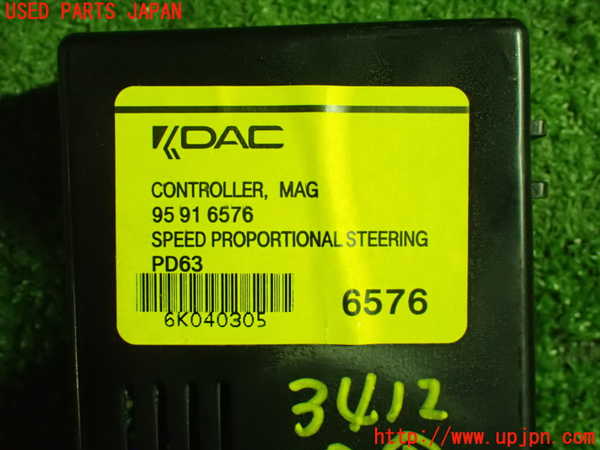 USED PARTS JAPAN
KDAC
CONTROLLER, MAG
95 91 6576
SPEED PROPORTIONAL STEERING
PD63
6K040305
6576
3412
http://www.upjpn.com/